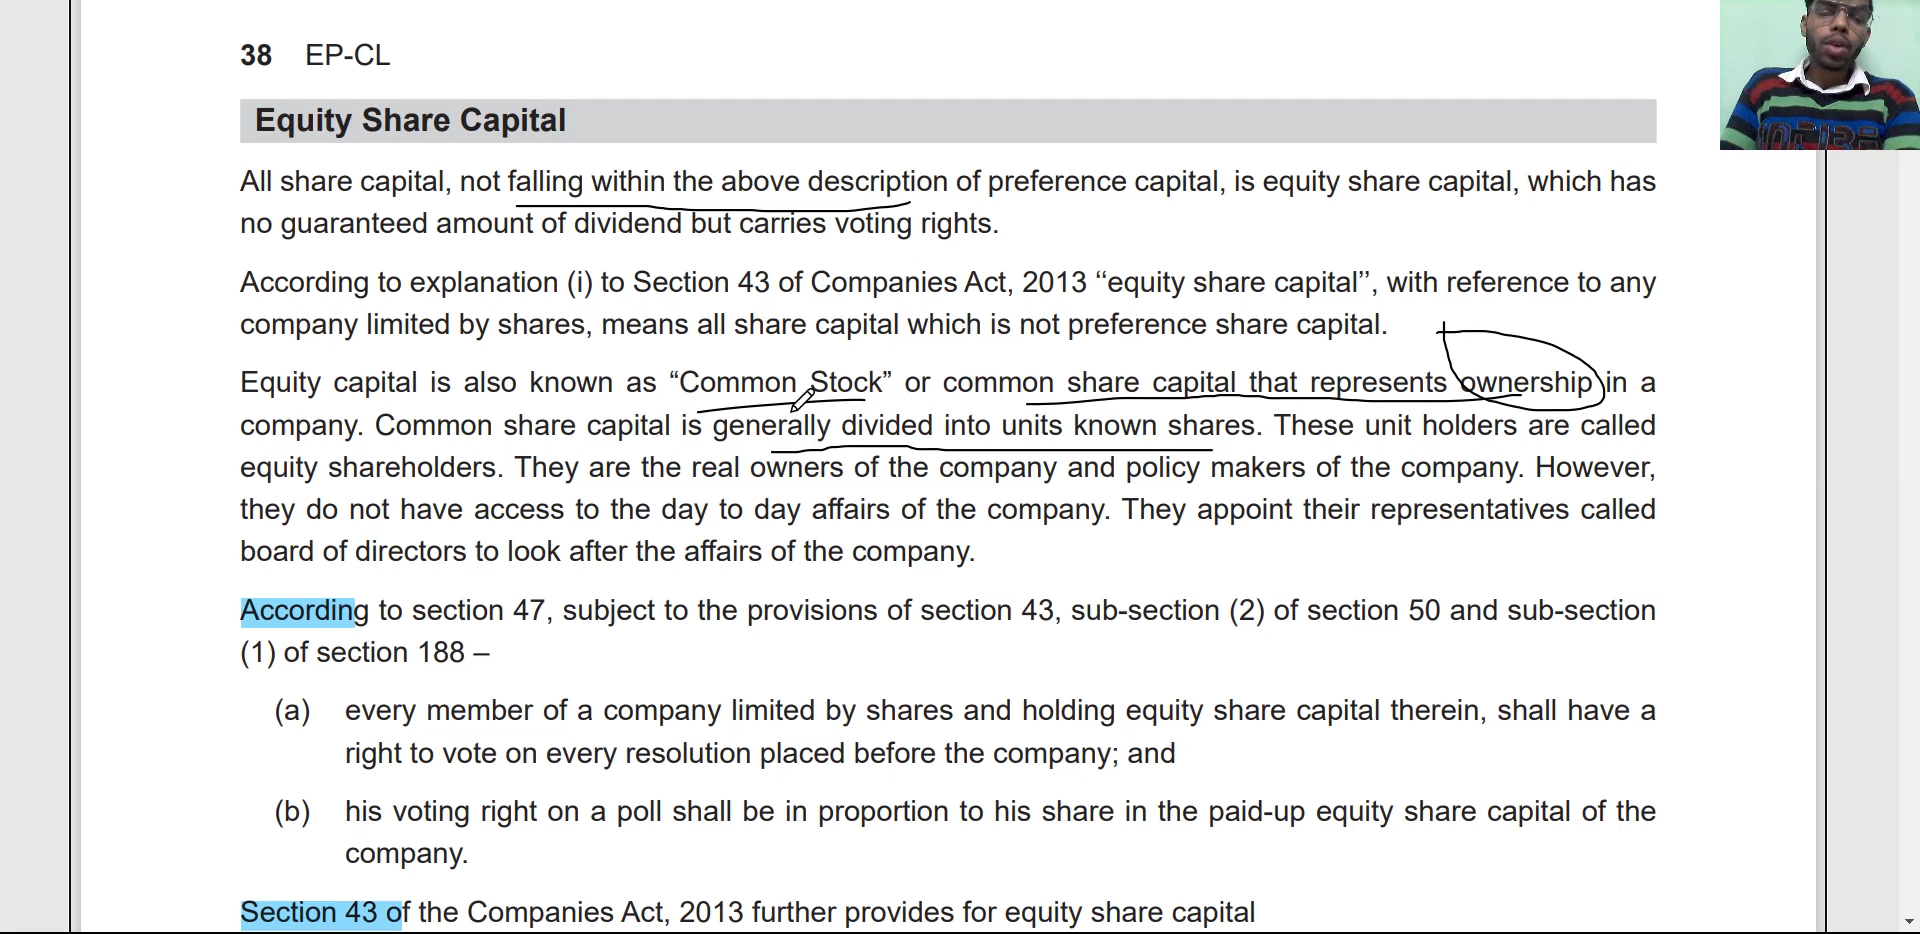 38 EP-CL
Equity Share Capital
All share capital, not falling within the above description of preference capital, is equity share capital, which has
no guaranteed amount of dividend but carries voting rights.
According to explanation (i) to Section 43 of Companies Act, 2013 “equity share capital”, with reference to any
company limited by shares, means all share capital which is not preference share capital.
Equity capital is also known as “Common Stock” or common share capital that represents ownership in a
company. Common share capital is generally divided into units known shares. These unit holders are called
equity shareholders. They are the real owners of the company and policy makers of the company. However,
they do not have access to the day to day affairs of the company. They appoint their representatives called
board of directors to look after the affairs of the company.
According to section 47, subject to the provisions of section 43, sub-section (2) of section 50 and sub-section
(1) of section 188 –
(a) every member of a company limited by shares and holding equity share capital therein, shall have a
right to vote on every resolution placed before the company; and
(b) his voting right on a poll shall be in proportion to his share in the paid-up equity share capital of the
company.
Section 43 of the Companies Act, 2013 further provides for equity share capital